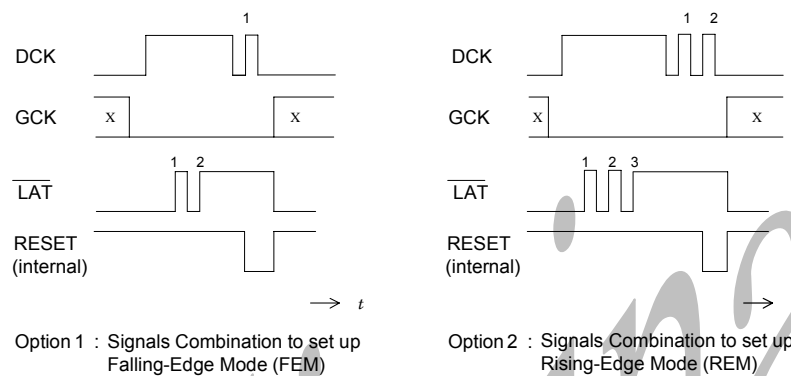 1
1 2
DCK
DCK
GCK X X
GCK X X
1 2
1 2 3
LAT
LAT
RESET
(internal)
RESET
(internal)
t
Option 1 : Signals Combination to set up
Falling-Edge Mode (FEM)
Option 2 : Signals Combination to set up
Rising-Edge Mode (REM)